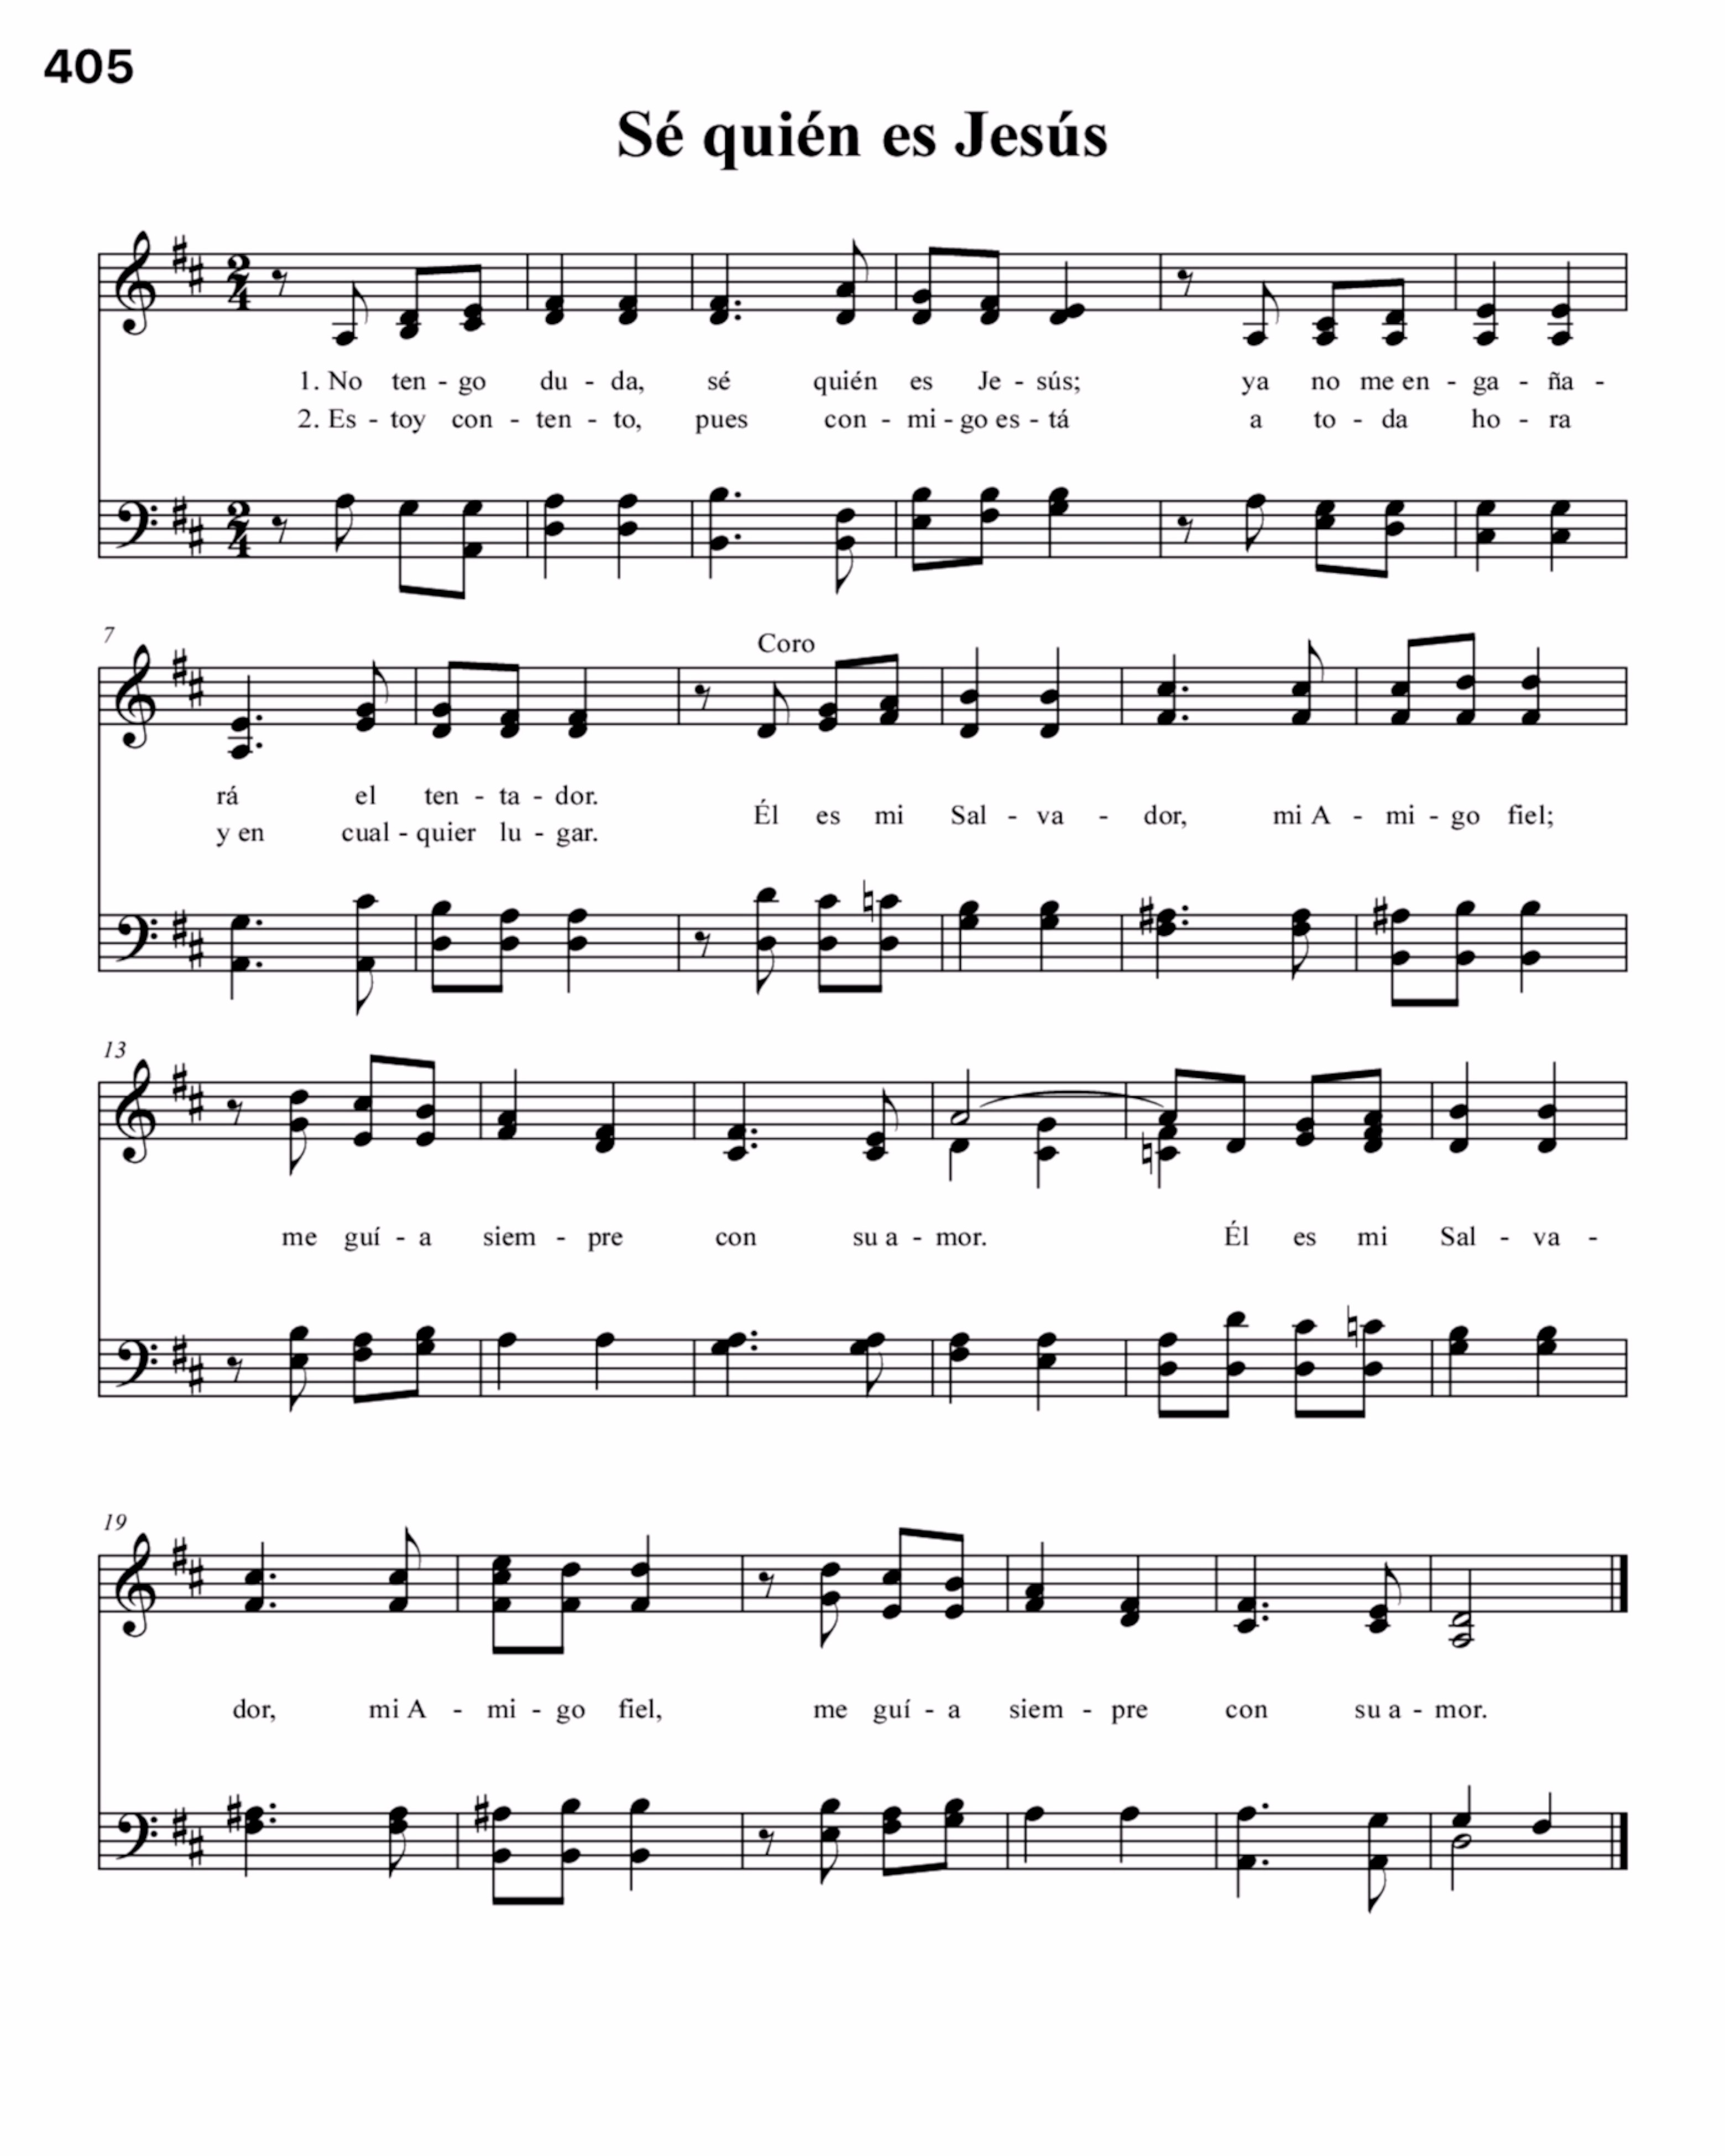 405
Sé quién es Jesús
1. No ten - go du - da, sé quién es Je - sús; ya no me en - ga - ña -
2. Es - toy con - ten - to, pues con - mi - go es - tá a to - da ho - ra
7
Coro
rá el ten - ta - dor.
Él es mi Sal - va - dor, mi A - mi - go fiel;
y en cual - quier lu - gar.
13
me guí - a siem - pre con su a - mor. Él es mi Sal - va -
19
dor, mi A - mi - go fiel, me guí - a siem - pre con su a - mor.